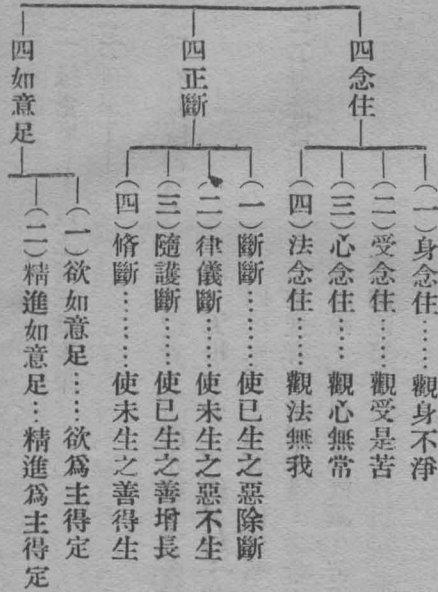 四念住
（一）身念住……觀身不淨
（二）受念住……觀受是苦
（三）心念住……觀心無常
（四）法念住……觀法無我
四正斷
（一）斷斷………使已生之惡除斷
（二）律儀斷……使未生之惡不生
（三）隨護斷……使已生之善增長
（四）脩斷………使未生之善得生
四如意足
（一）欲如意足……欲爲主得定
（二）精進如意足…精進爲主得定